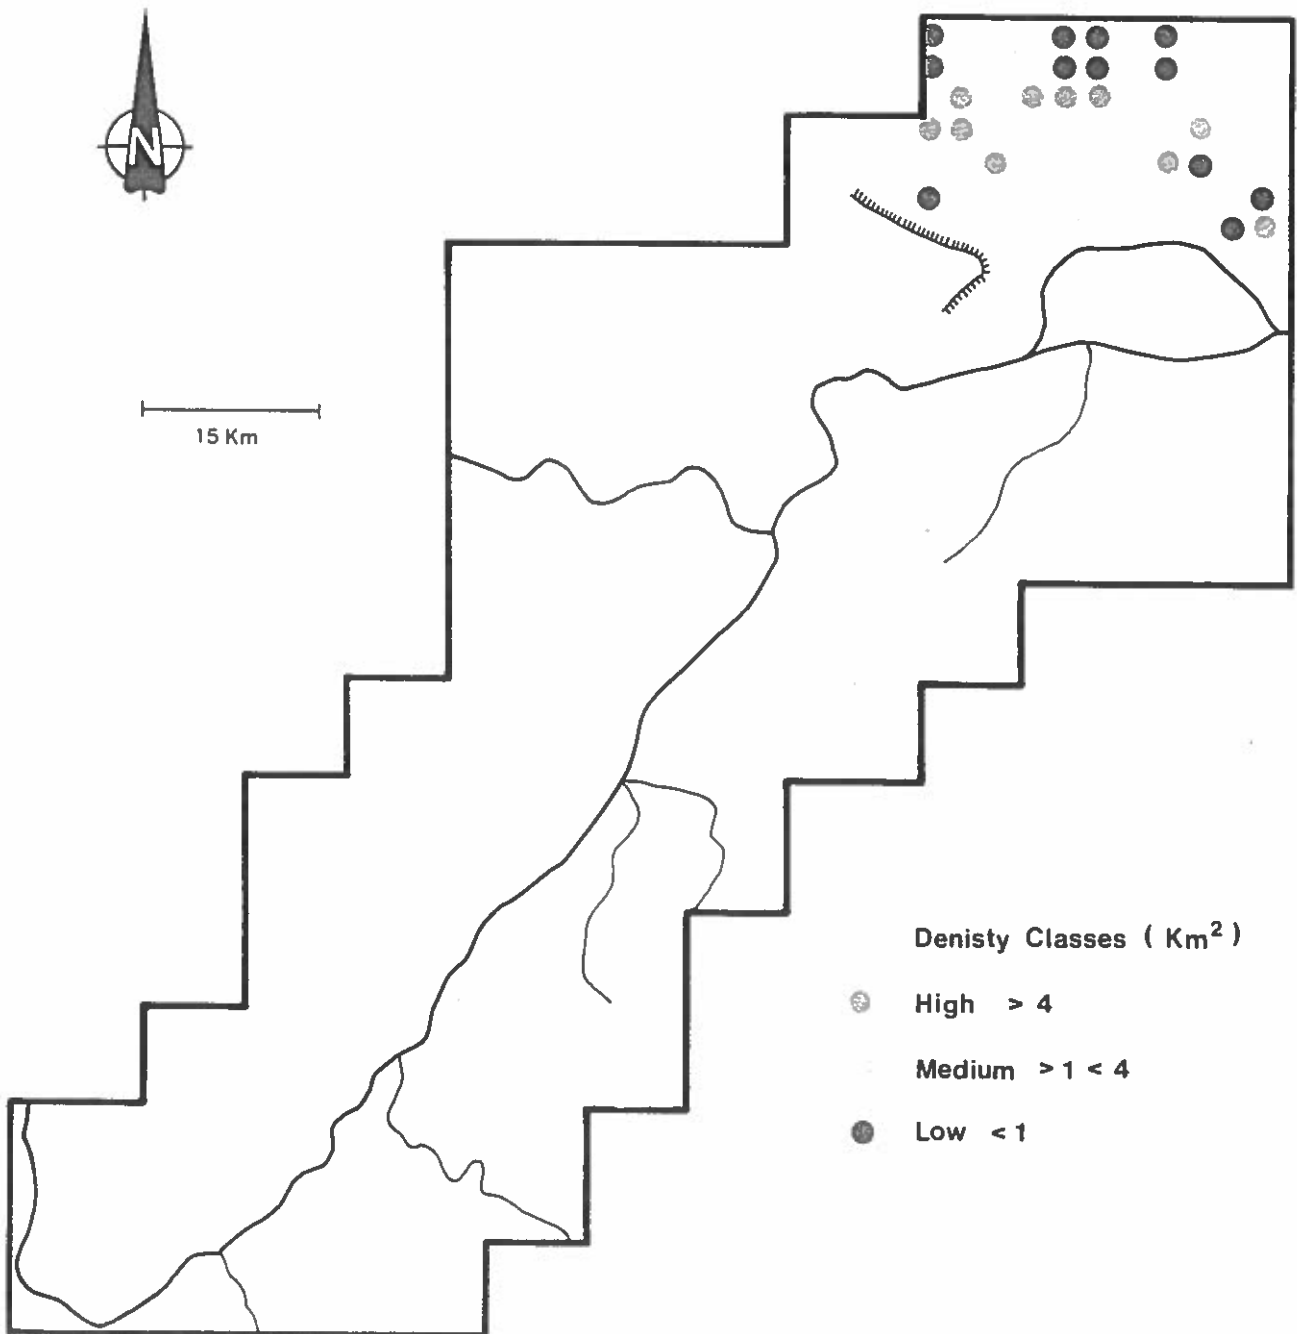 N
15 Km
Denisty Classes ( Km² )
High > 4
Medium > 1 < 4
Low < 1